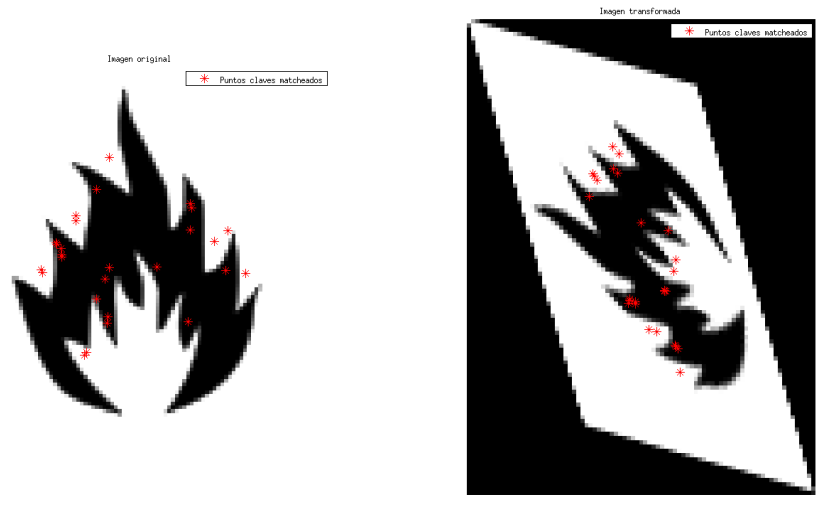 Imagen original
Puntos claves matcheados
Imagen transformada
Puntos claves matcheados